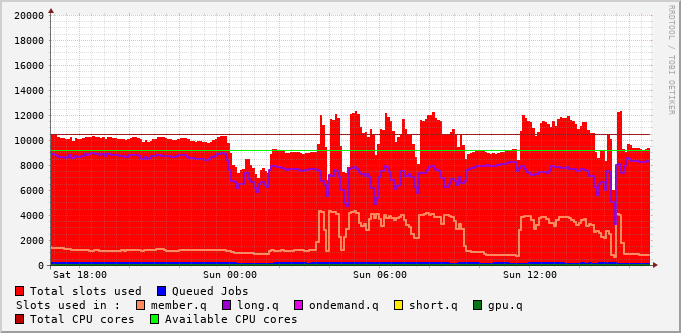 20000
18000
16000
14000
12000
10000
8000
6000
4000
2000
0
Sat 18:00 Sun 00:00 Sun 06:00 Sun 12:00
RRDTOOL / TOBI OETIKER
Total slots used Queued Jobs
Slots used in : member.q long.q ondemand.q short.q gpu.q
Total CPU cores Available CPU cores